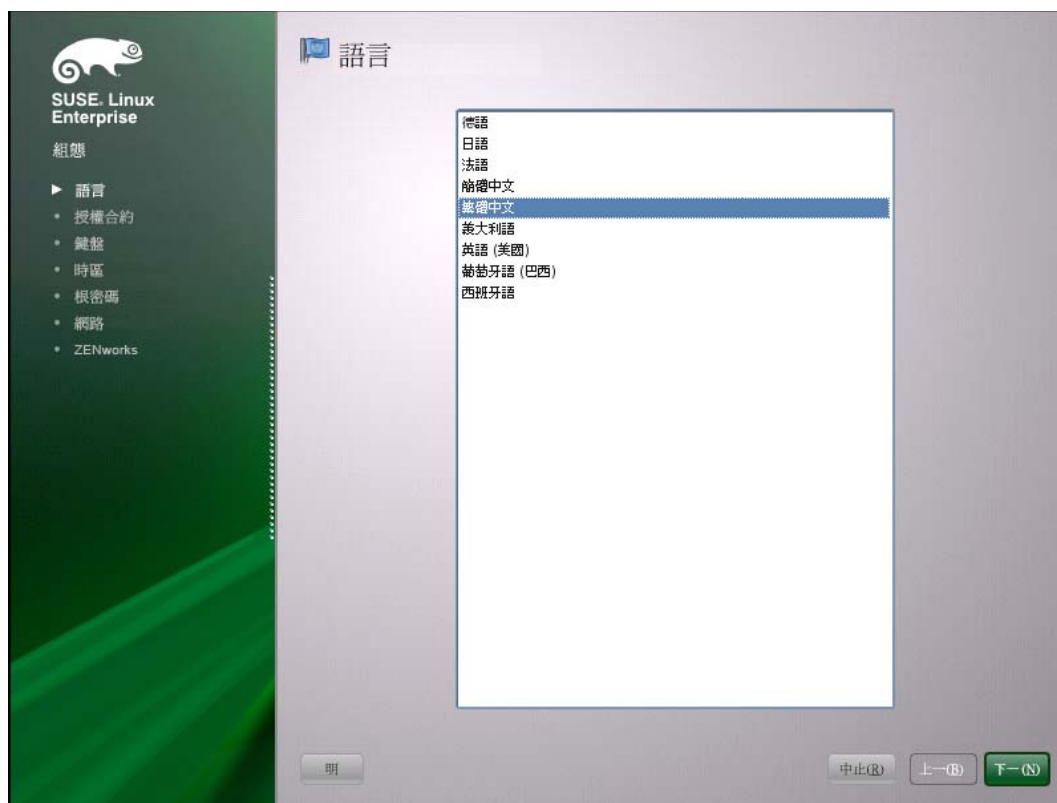 SUSE. Linux
Enterprise
組態
語言
授權合約
鍵盤
時區
根密碼
網路
ZENworks
語言
德語
日語
法語
簡體中文
繁體中文
義大利語
英語 (美國)
葡萄牙語 (巴西)
西班牙語
明
中止(R)
上一(B)
下一(N)